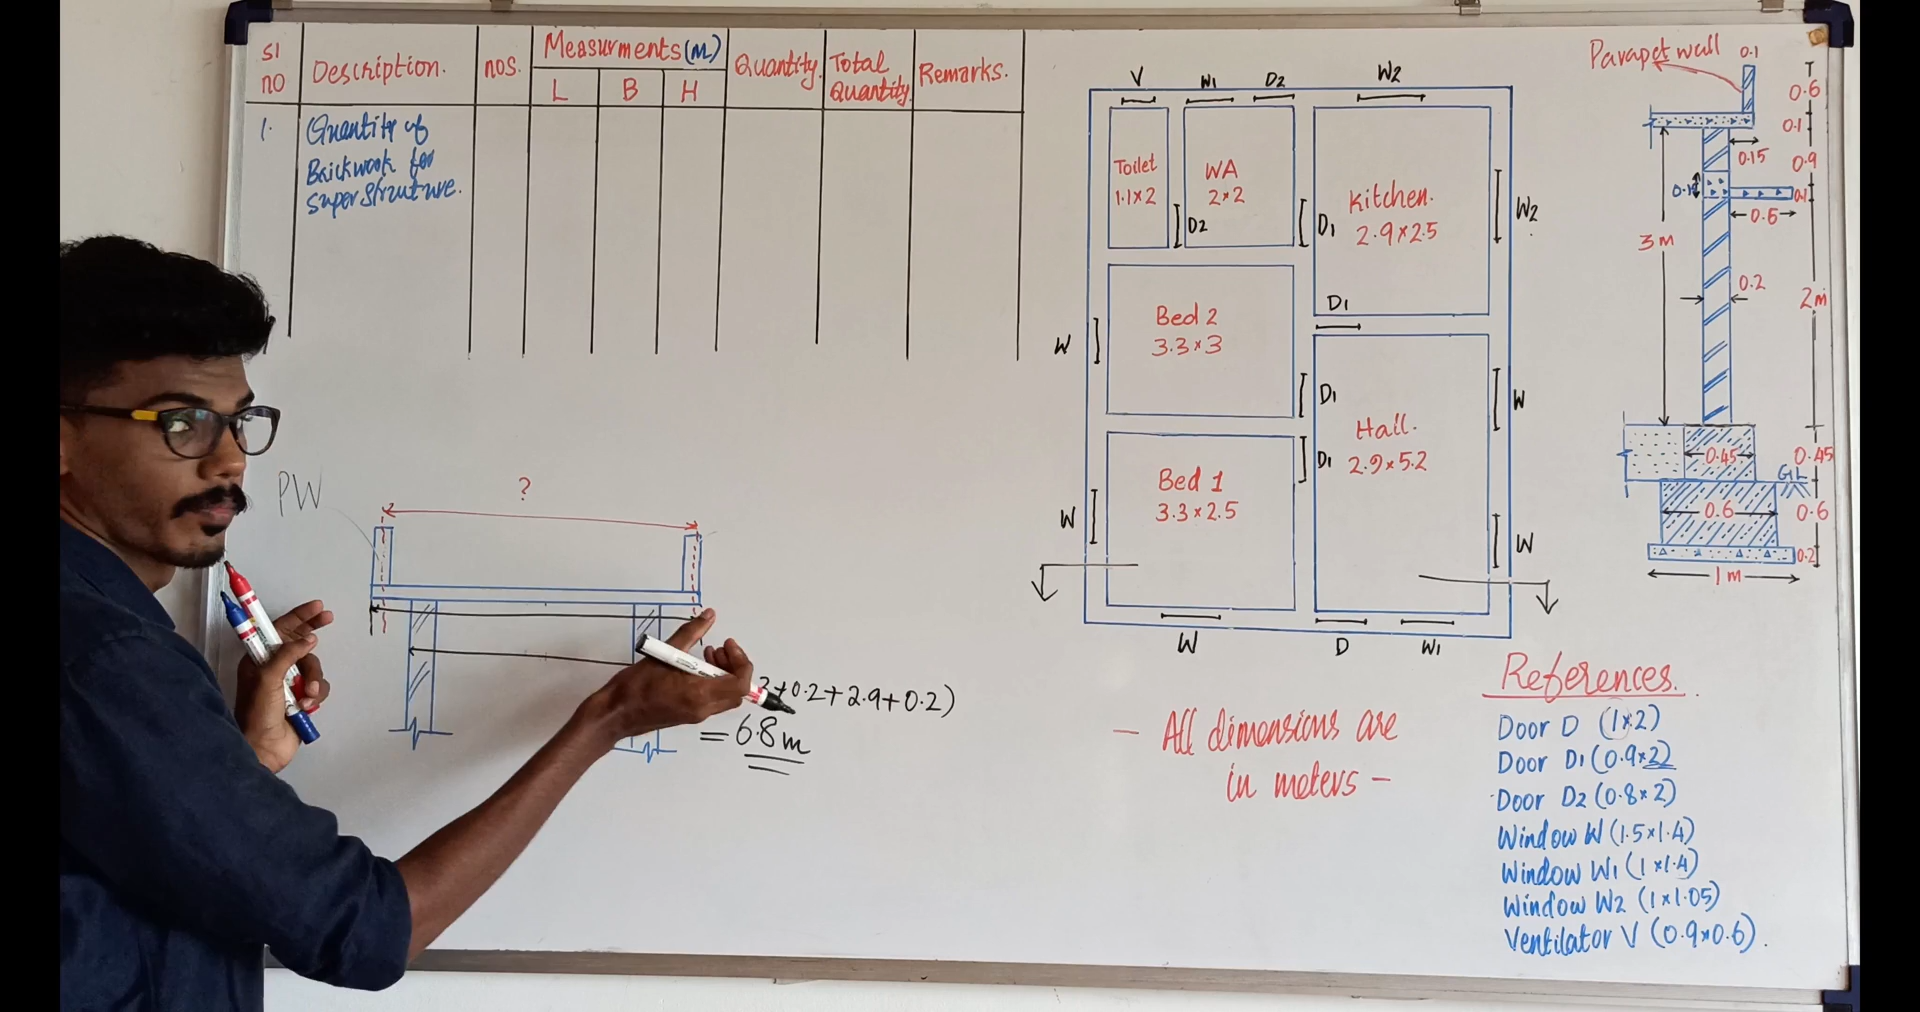 Sl no
Description.
nos.
Measurments(m)
L
B
H
Quantity.
Total Quantity
Remarks.
1.
Quantity of
Brickwork for
superstructure.
PW
?
+0.2+2.9+0.2)
= 6.8m
V
W1
D2
W2
Toilet
1.1×2
D2
WA
2×2
D1
Kitchen.
2.9×2.5
W2
D1
Bed 2
3.3×3
W
D1
W
Hall.
2.9×5.2
D1
Bed 1
3.3×2.5
W
W
W
D
W1
Parapet wall
0.1
0.6
0.1
0.15
0.9
0.1
0.6
3m
0.2
2m
0.45
0.45
GL
0.6
0.6
0.2
1m
- All dimensions are
in meters -
References.
Door D (1×2)
Door D1 (0.9×2)
Door D2 (0.8×2)
Window W (1.5×1.4)
Window W1 (1×1.4)
Window W2 (1×1.05)
Ventilator V (0.9×0.6).